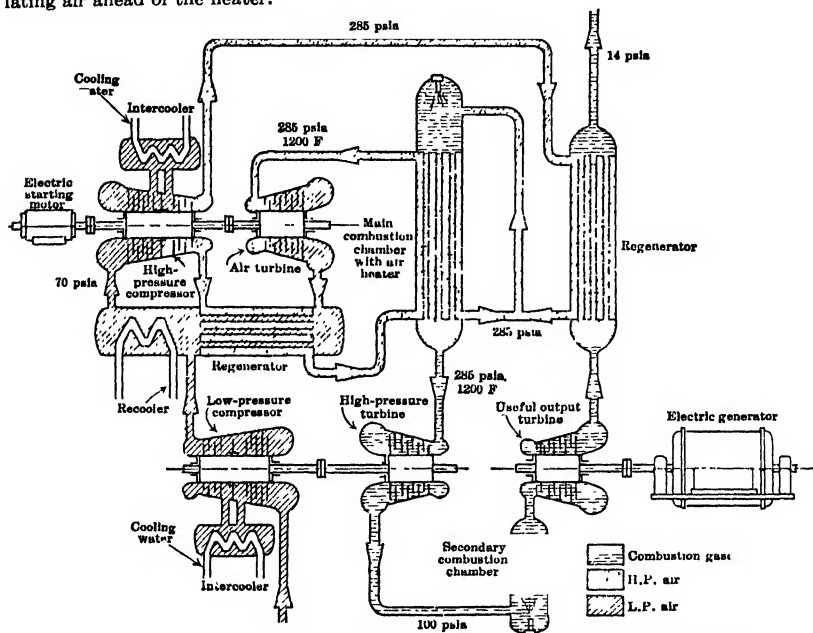 lating air ahead of the heater.
285 psia
14 psia
Cooling
ater
Intercooler
285 psia
1200 F
Electric
starting
motor
Main
combustion
chamber
with air
heater
Regenerator
Air turbine
High-
pressure
compressor
70 psia
285 psia
Regenerator
285 psia,
1200 F
Recooler
Low-pressure
compressor
High-pressure
turbine
Useful output
turbine
Electric generator
Secondary
combustion
chamber
Cooling
water
Intercooler
100 psia
Combustion gases
H.P. air
L.P. air